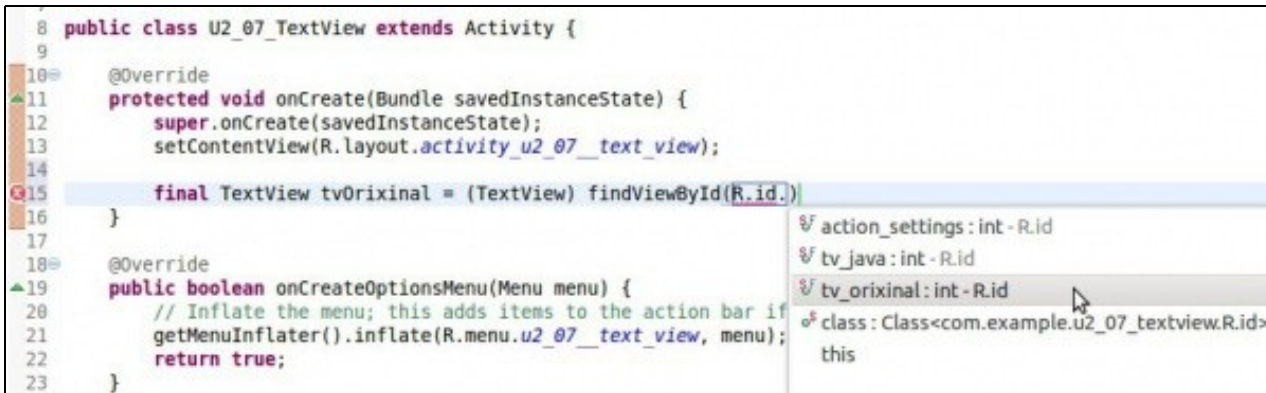 8 public class U2_07_TextView extends Activity {
9
10 @Override
11 protected void onCreate(Bundle savedInstanceState) {
12 super.onCreate(savedInstanceState);
13 setContentView(R.layout.activity_u2_07__text_view);
14
15 final TextView tvOrixinal = (TextView) findViewById(R.id.)
16 }
action_settings : int - R.id
17
tv_java : int - R.id
18 @Override
19 public boolean onCreateOptionsMenu(Menu menu) {
tv_orixinal : int - R.id
20 // Inflate the menu; this adds items to the action bar if
class : Class<com.example.u2_07_textview.R.id>
21 getMenuInflater().inflate(R.menu.u2_07__text_view, menu);
22 return true;
this
23 }